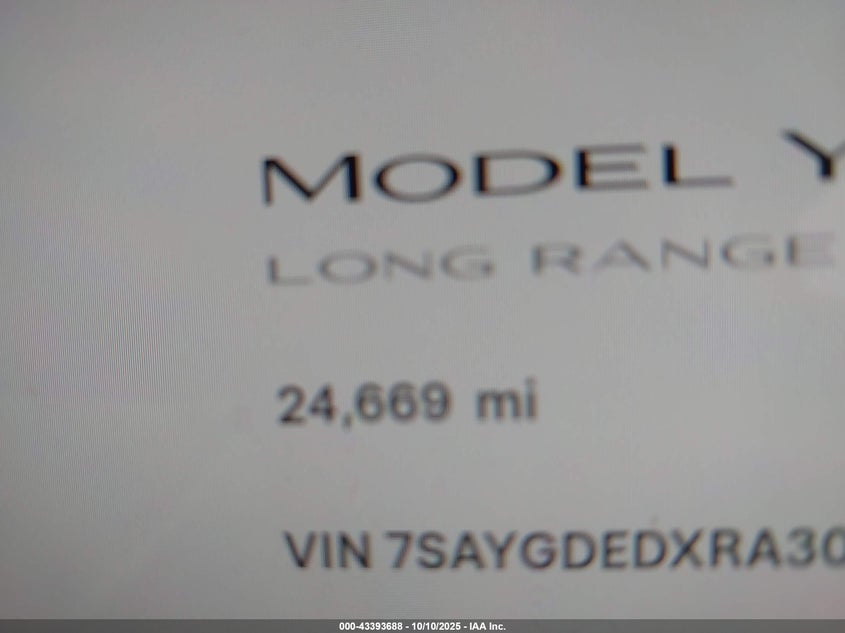 MODEL Y
LONG RANGE
24,669 mi
VIN 7SAYGDEDXRA30
000-43393688 - 10/10/2025 - IAA Inc.